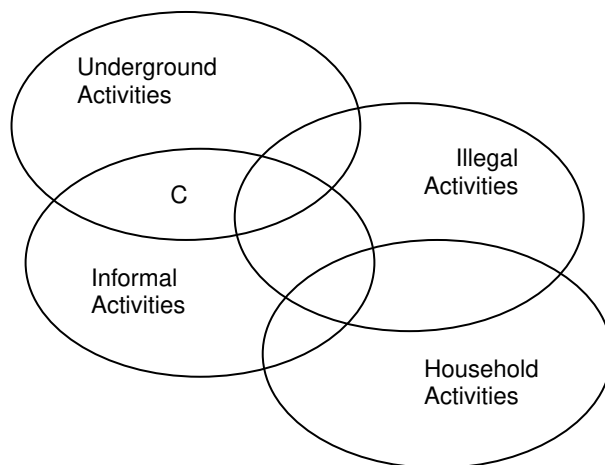 Underground
Activities
Illegal
Activities
C
Informal
Activities
Household
Activities